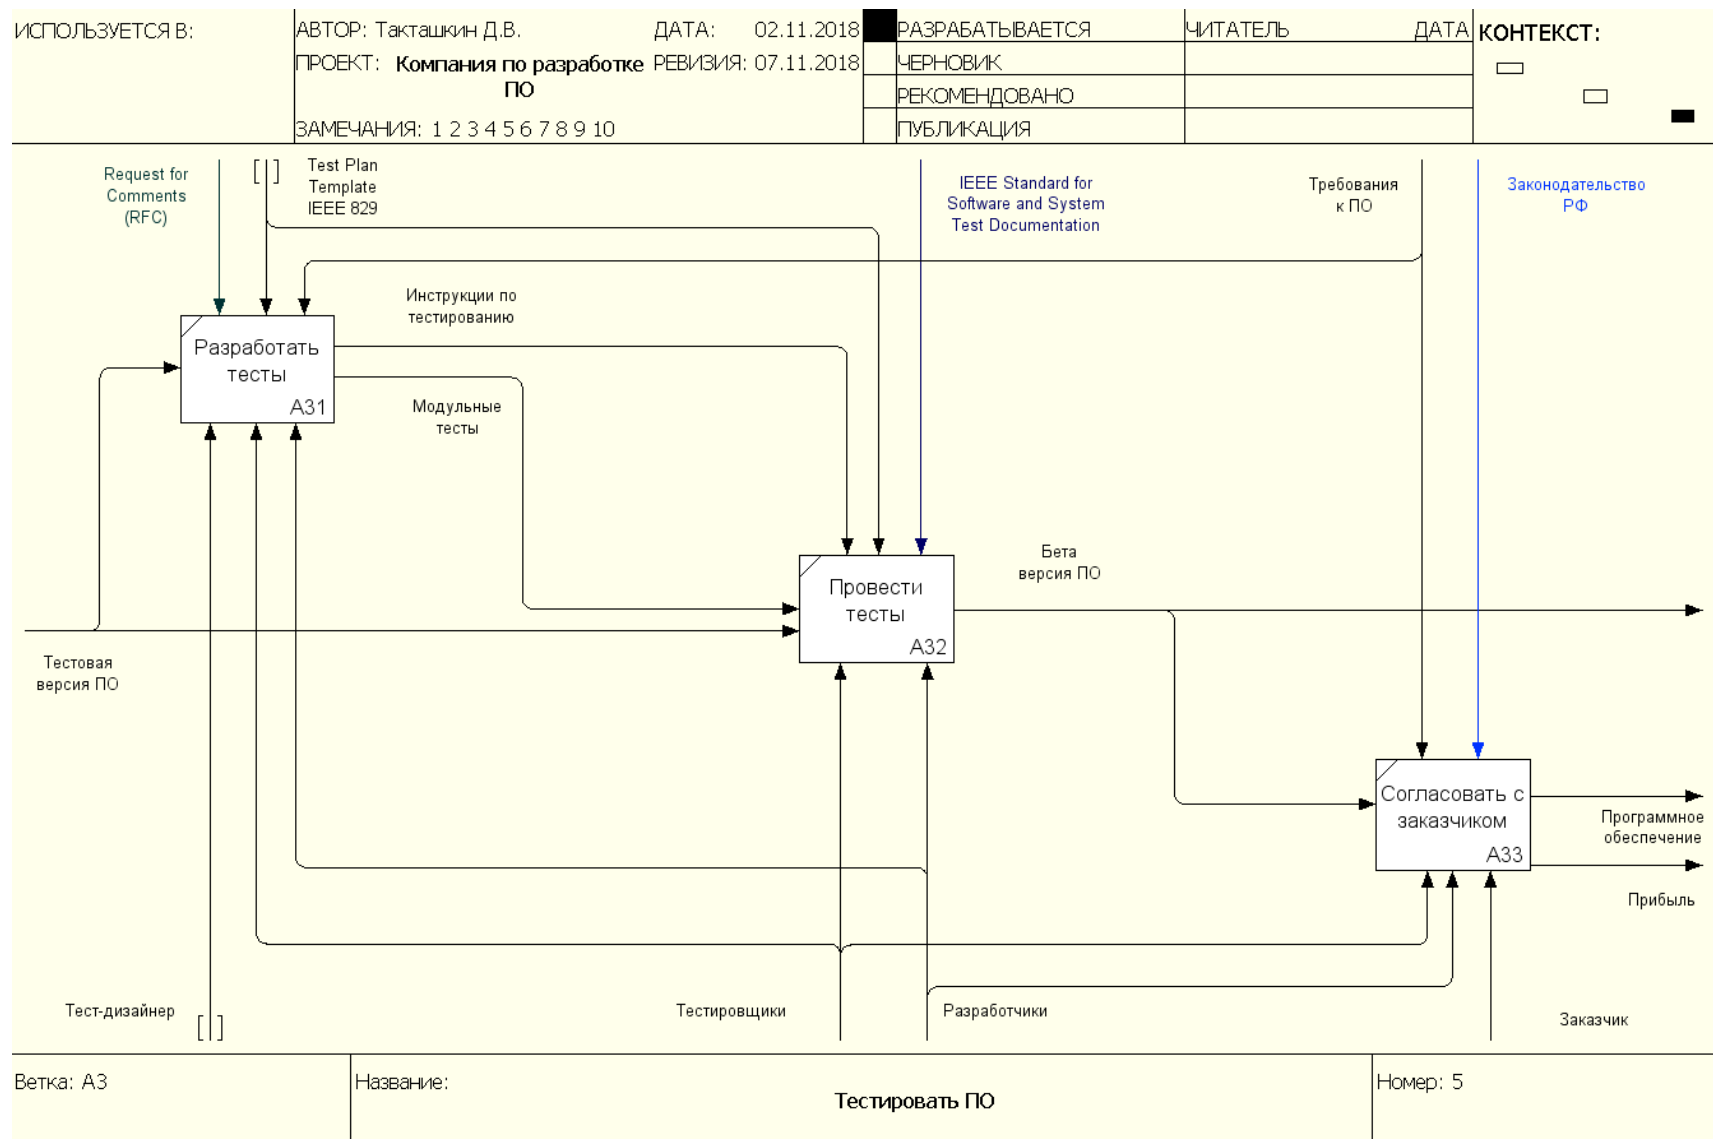 ИСПОЛЬЗУЕТСЯ В:
АВТОР: Такташкин Д.В.
ДАТА: 02.11.2018
ПРОЕКТ: Компания по разработке
ПО
РЕВИЗИЯ: 07.11.2018
ЗАМЕЧАНИЯ: 1 2 3 4 5 6 7 8 9 10
РАЗРАБАТЫВАЕТСЯ
ЧЕРНОВИК
РЕКОМЕНДОВАНО
ПУБЛИКАЦИЯ
ЧИТАТЕЛЬ
ДАТА
КОНТЕКСТ:
Request for
Comments
(RFC)
Test Plan
Template
IEEE 829
IEEE Standard for
Software and System
Test Documentation
Требования
к ПО
Законодательство
РФ
Инструкции по
тестированию
Разработать
тесты
А31
Модульные
тесты
Бета
версия ПО
Провести
тесты
А32
Тестовая
версия ПО
Согласовать с
заказчиком
А33
Программное
обеспечение
Прибыль
Тест-дизайнер
Тестировщики
Разработчики
Заказчик
Ветка: А3
Название:
Тестировать ПО
Номер: 5